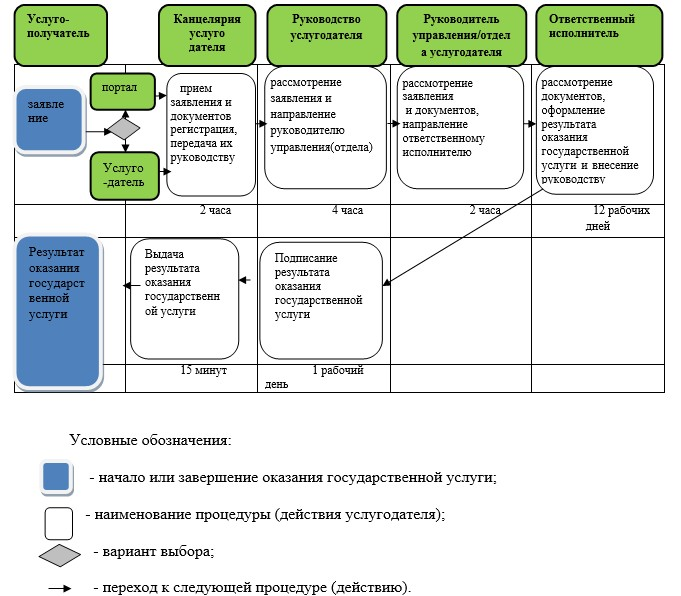 Услуго-
получатель
Канцелярия
услуго
дателя
Руководство
услугодателя
Руководитель
управления/отдел
а услугодателя
Ответственный
исполнитель
заявле
ние
портал
Услуго
-датель
прием
заявления и
документов
регистрация,
передача их
руководству
рассмотрение
заявления и
направление
руководителю
управления(отдела)
рассмотрение
заявления
и документов,
направление
ответственному
исполнителю
рассмотрение
документов,
оформление
результата
оказания
государственной
услуги и внесение
руководству
2 часа
4 часа
2 часа
12 рабочих
дней
Результат
оказания
государст
венной
услуги
Выдача
результата
оказания
государственн
ой услуги
Подписание
результата
оказания
государственной
услуги
15 минут
1 рабочий
день
Условные обозначения:
- начало или завершение оказания государственной услуги;
- наименование процедуры (действия услугодателя);
- вариант выбора;
- переход к следующей процедуре (действию).